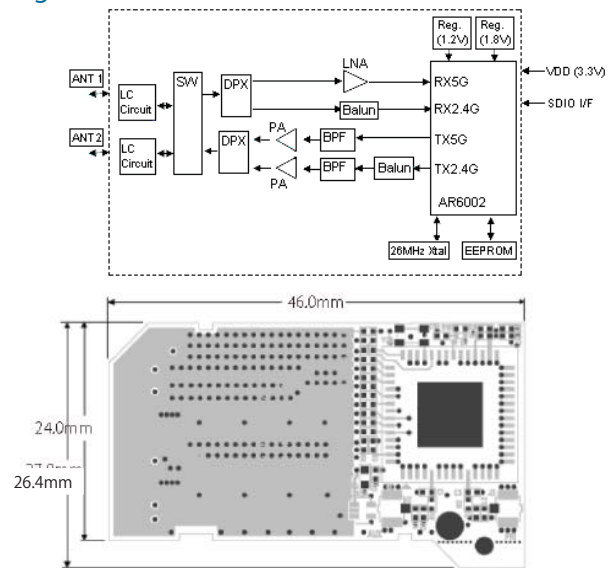 Reg.
(1.2V)
Reg.
(1.8V)
LNA
ANT 1
LC
Circuit
SW
DPX
RX5G
VDD (3.3V)
Balun
RX2.4G
SDIO I/F
ANT2
LC
Circuit
DPX
PA
BPF
TX5G
BPF
Balun
TX2.4G
PA
AR6002
26MHz Xtal
EEPROM
46.0mm
24.0mm
26.4mm